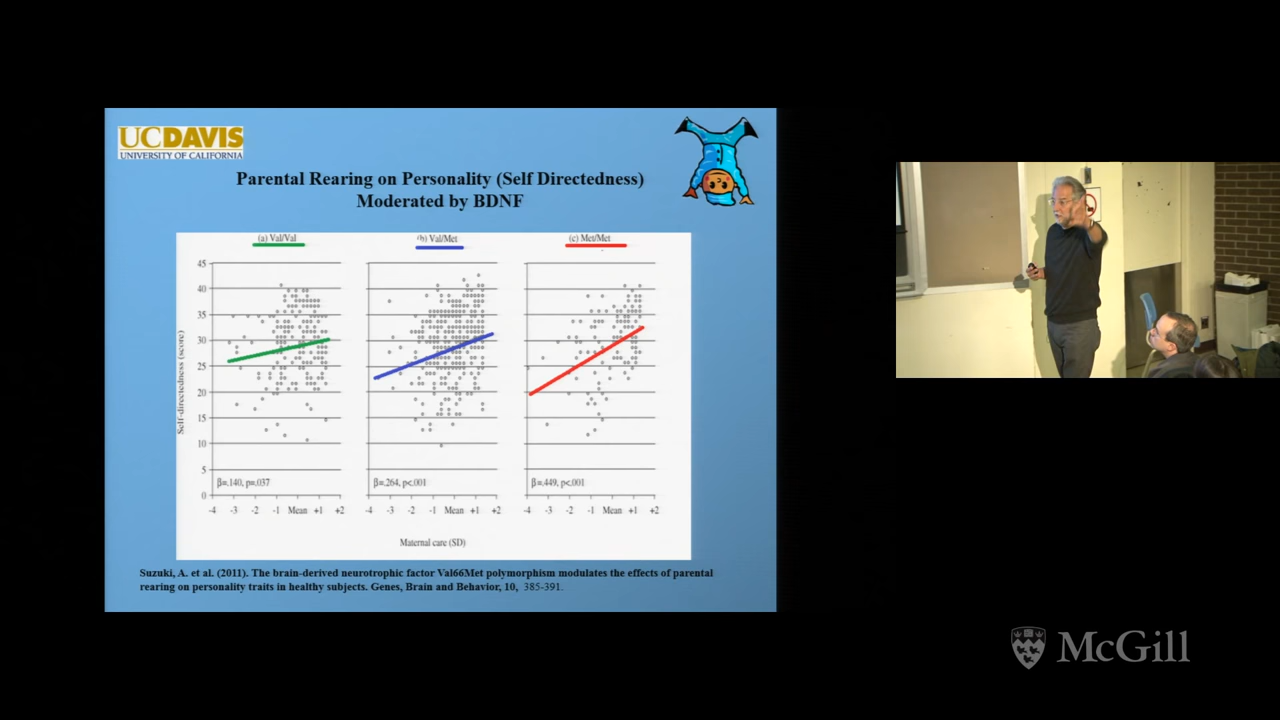 UCDAVIS
UNIVERSITY OF CALIFORNIA
Parental Rearing on Personality (Self Directedness)
Moderated by BDNF
(a) Val/Val
(b) Val/Met
(c) Met/Met
Self-directedness (score)
45
40
35
30
25
20
15
10
5
0
β=.140, p=.037
β=.264, p<.001
β=.449, p<.001
-4 -3 -2 -1 Mean +1 +2
-4 -3 -2 -1 Mean +1 +2
-4 -3 -2 -1 Mean +1 +2
Maternal care (SD)
Suzuki, A. et al. (2011). The brain-derived neurotrophic factor Val66Met polymorphism modulates the effects of parental
rearing on personality traits in healthy subjects. Genes, Brain and Behavior, 10, 385-391.
McGill